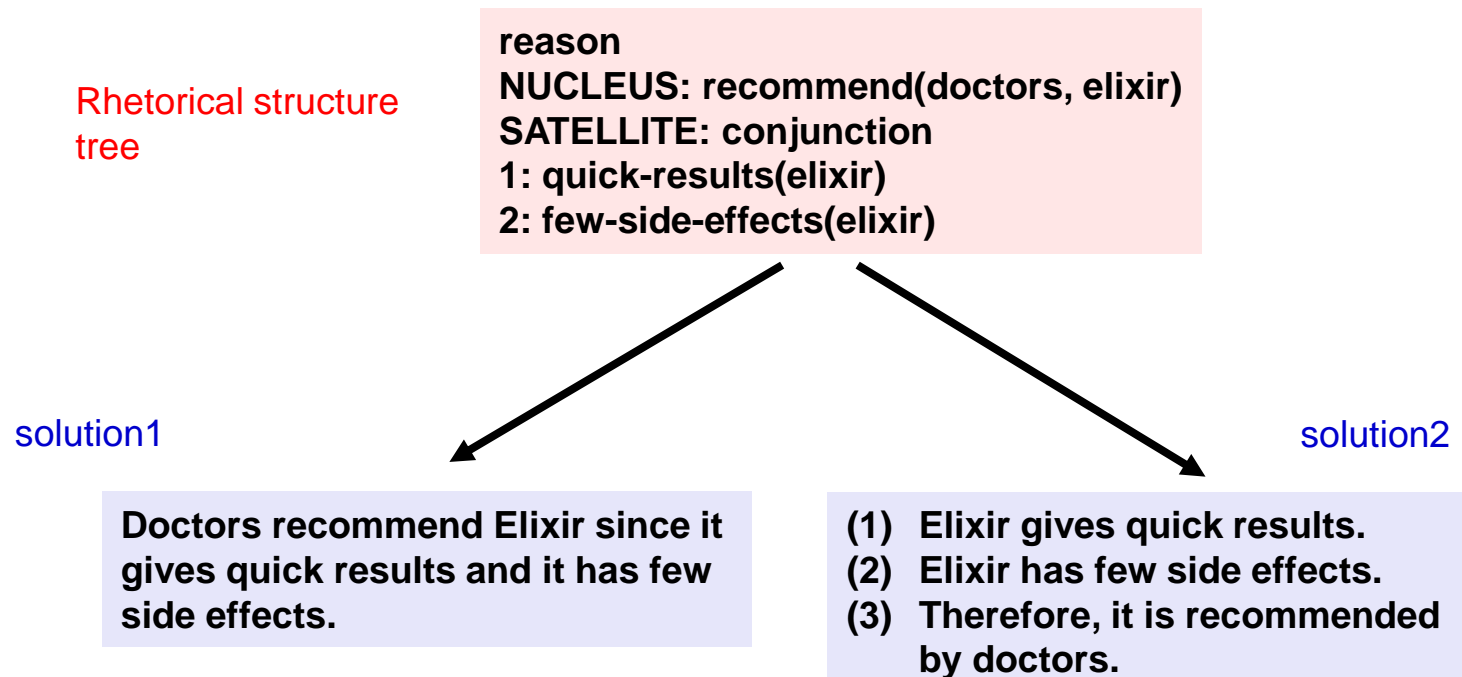 reason
NUCLEUS: recommend(doctors, elixir)
SATELLITE: conjunction
1: quick-results(elixir)
2: few-side-effects(elixir)
Rhetorical structure
tree
solution1
solution2
Doctors recommend Elixir since it
gives quick results and it has few
side effects.
(1) Elixir gives quick results.
(2) Elixir has few side effects.
(3) Therefore, it is recommended
by doctors.